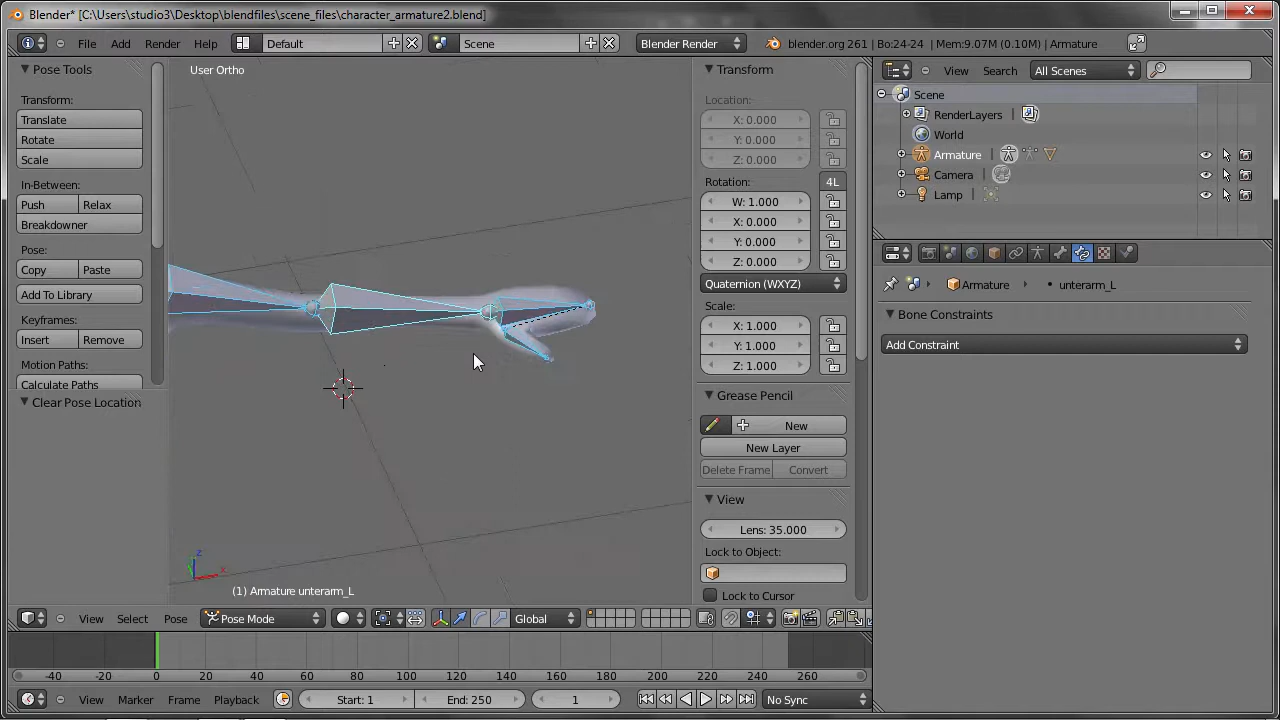 Blender* [C:\Users\studio3\Desktop\blendfiles\scene_files\character_armature2.blend]
File Add Render Help Default Scene Blender Render blender.org 261 | Bo:24-24 | Mem:9.07M (0.10M) | Armature
Pose Tools
Transform:
Translate
Rotate
Scale
In-Between:
Push Relax
Breakdowner
Pose:
Copy Paste
Add To Library
Keyframes:
Insert Remove
Motion Paths:
Calculate Paths
Clear Pose Location
User Ortho
z
x
(1) Armature unterarm_L
Transform
Location:
X: 0.000
Y: 0.000
Z: 0.000
Rotation:
4L
W: 1.000
X: 0.000
Y: 0.000
Z: 0.000
Quaternion (WXYZ)
Scale:
X: 1.000
Y: 1.000
Z: 1.000
Grease Pencil
New
New Layer
Delete Frame Convert
View
Lens: 35.000
Lock to Object:
Lock to Cursor
View Search All Scenes
Scene
RenderLayers |
World
Armature |
Camera |
Lamp |
Armature unterarm_L
Bone Constraints
Add Constraint
View Select Pose Pose Mode Global
-40 -20 0 20 40 60 80 100 120 140 160 180 200 220 240 260
View Marker Frame Playback Start: 1 End: 250 1 No Sync